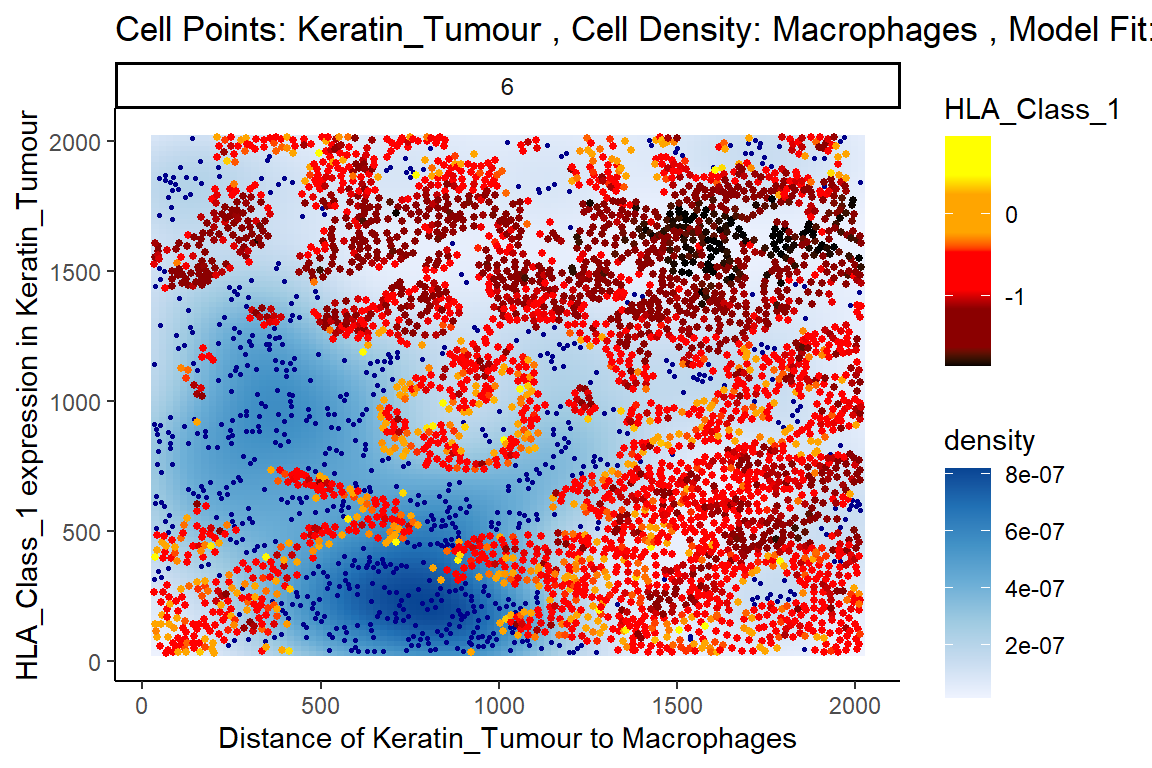 Cell Points: Keratin_Tumour , Cell Density: Macrophages , Model Fit:
6
HLA_Class_1 expression in Keratin_Tumour
2000
1500
1000
500
0
0 500 1000 1500 2000
Distance of Keratin_Tumour to Macrophages
HLA_Class_1
0
-1
density
8e-07
6e-07
4e-07
2e-07